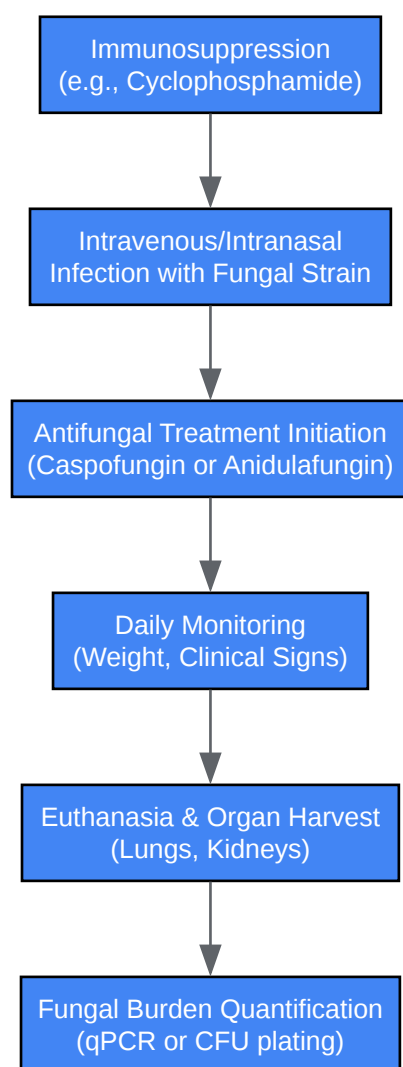 Immunosuppression
(e.g., Cyclophosphamide)
Intravenous/Intranasal
Infection with Fungal Strain
Antifungal Treatment Initiation
(Caspofungin or Anidulafungin)
Daily Monitoring
(Weight, Clinical Signs)
Euthanasia & Organ Harvest
(Lungs, Kidneys)
Fungal Burden Quantification
(qPCR or CFU plating)